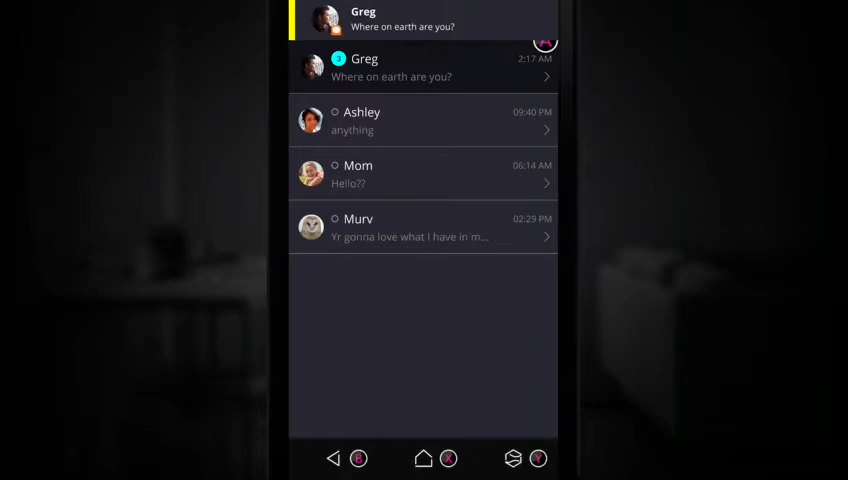 Greg
Where on earth are you?
A
3 Greg 2:17 AM
Where on earth are you?
Ashley 09:40 PM
anything
Mom 06:14 AM
Hello??
Murv 02:29 PM
Yr gonna love what I have in m...
B X Y